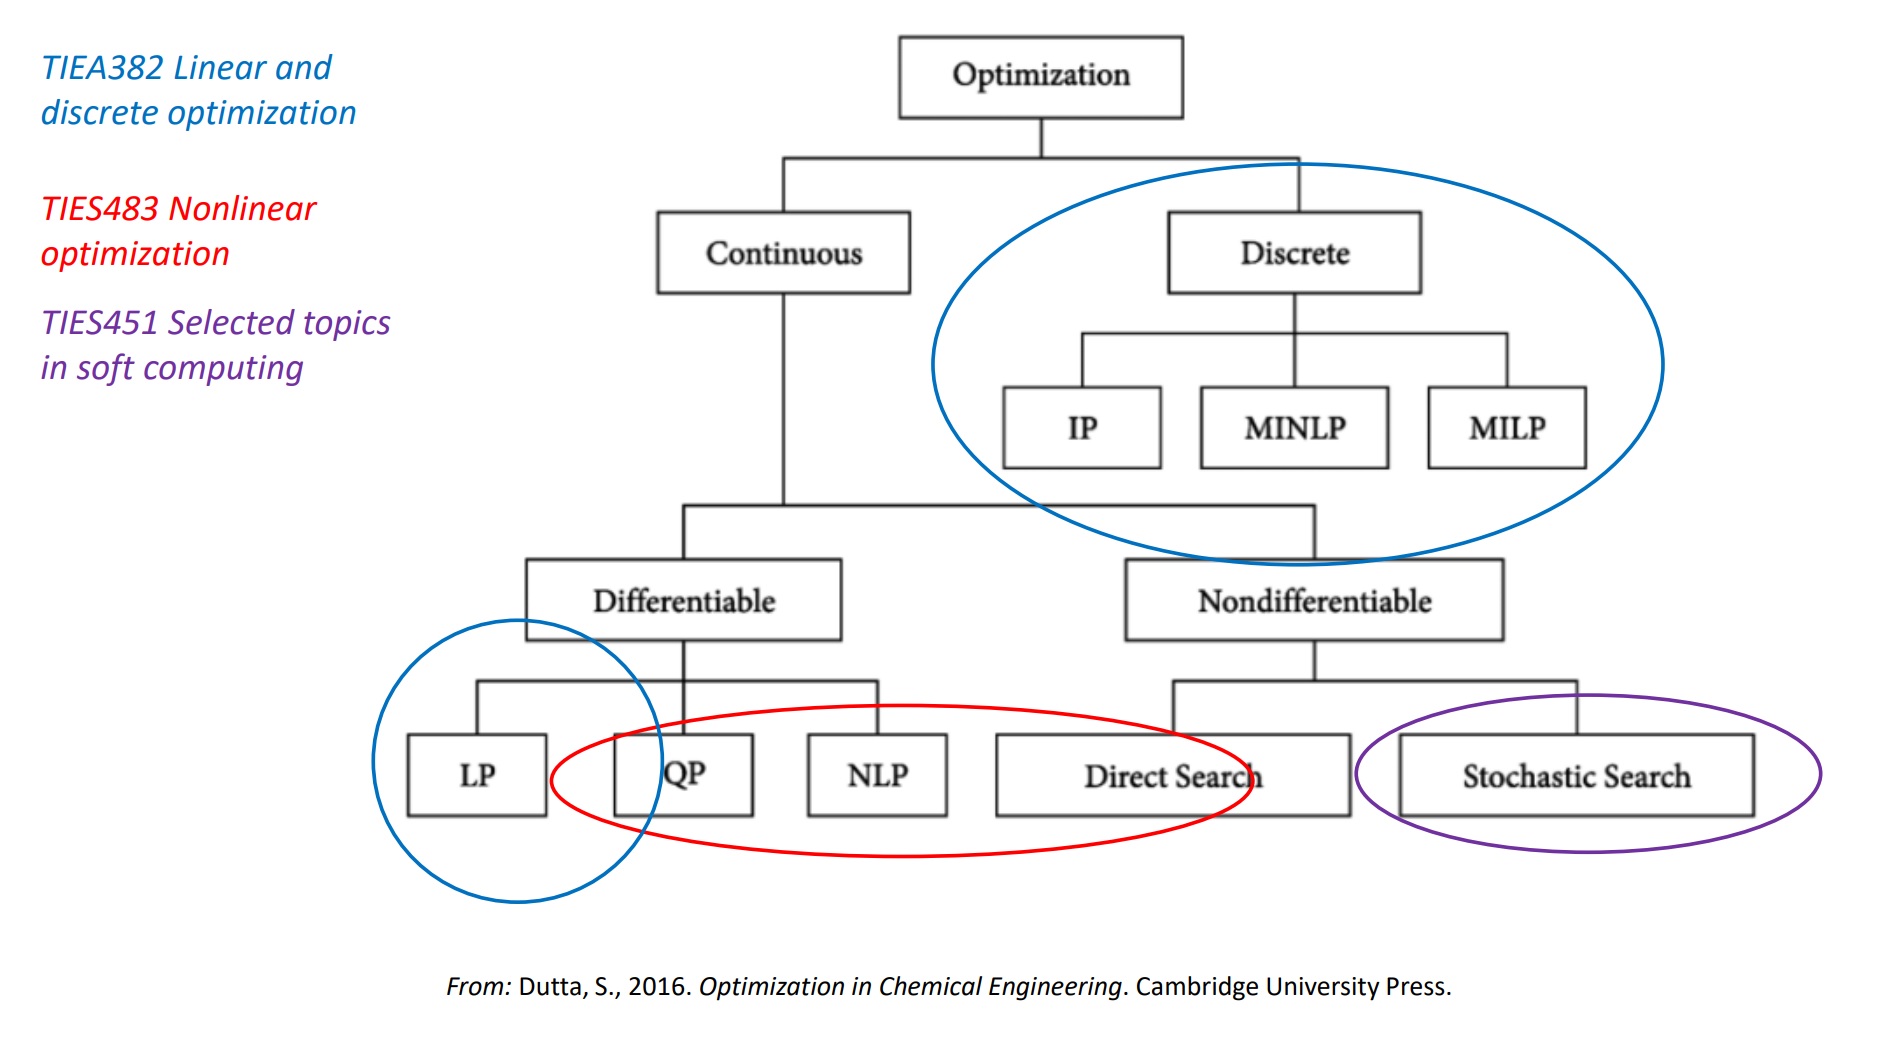 TIEA382 Linear and
discrete optimization
TIES483 Nonlinear
optimization
TIES451 Selected topics
in soft computing
Optimization
Continuous
Discrete
IP
MINLP
MILP
Differentiable
Nondifferentiable
LP
QP
NLP
Direct Search
Stochastic Search
From: Dutta, S., 2016. Optimization in Chemical Engineering. Cambridge University Press.